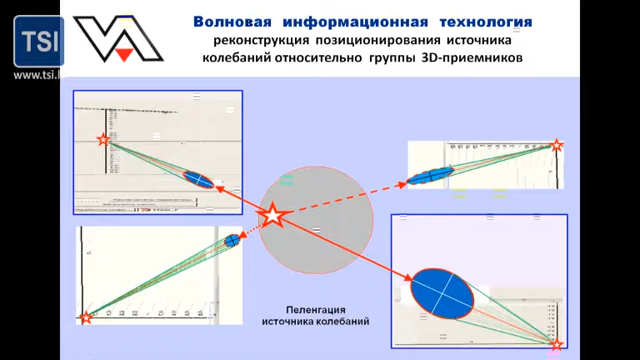 Волновая информационная технология
TSI
реконструкция позиционирования источника
колебаний относительно группы 3D-приемников
www.tsi.l
Пеленгация
источника колебаний